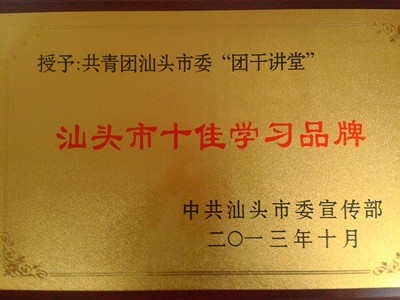 授予:共青团汕头市委“团干讲堂”
汕头市十佳学习品牌
中共汕头市委宣传部
二〇一三年十月